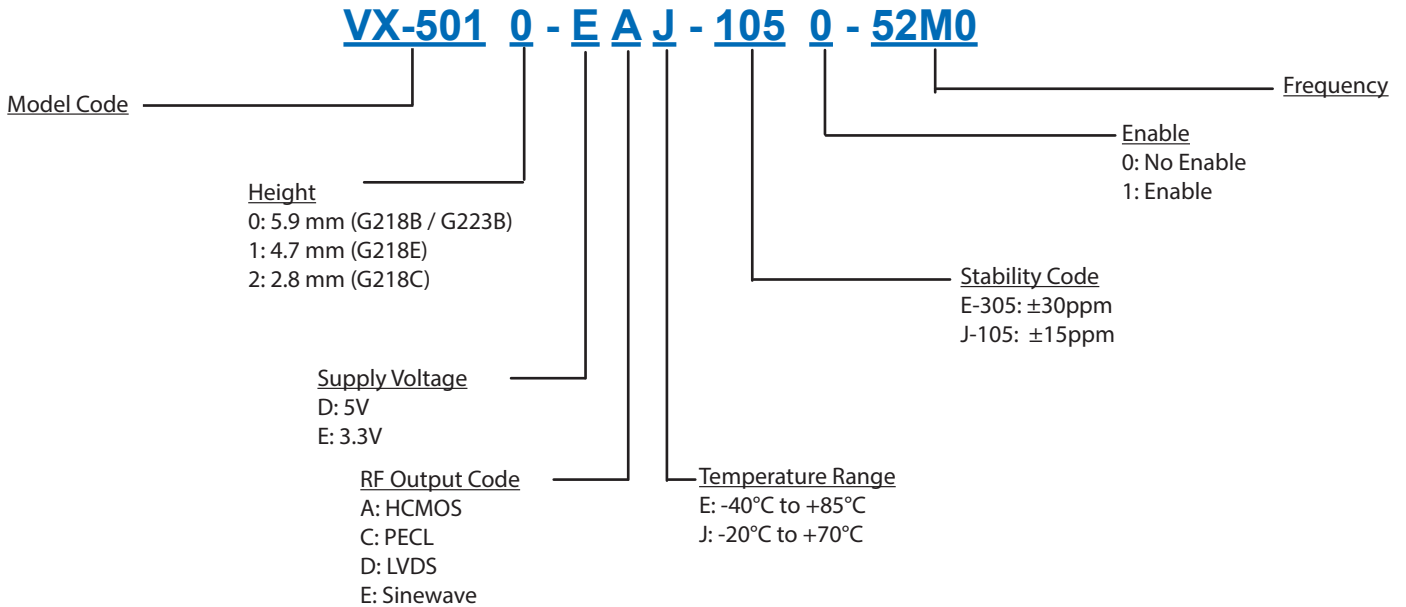 VX-501 0 - E A J - 105 0 - 52M0
Model Code
Frequency
Enable
0: No Enable
1: Enable
Height
0: 5.9 mm (G218B / G223B)
1: 4.7 mm (G218E)
2: 2.8 mm (G218C)
Stability Code
E-305: ±30ppm
J-105: ±15ppm
Supply Voltage
D: 5V
E: 3.3V
RF Output Code
A: HCMOS
C: PECL
D: LVDS
E: Sinewave
Temperature Range
E: -40°C to +85°C
J: -20°C to +70°C